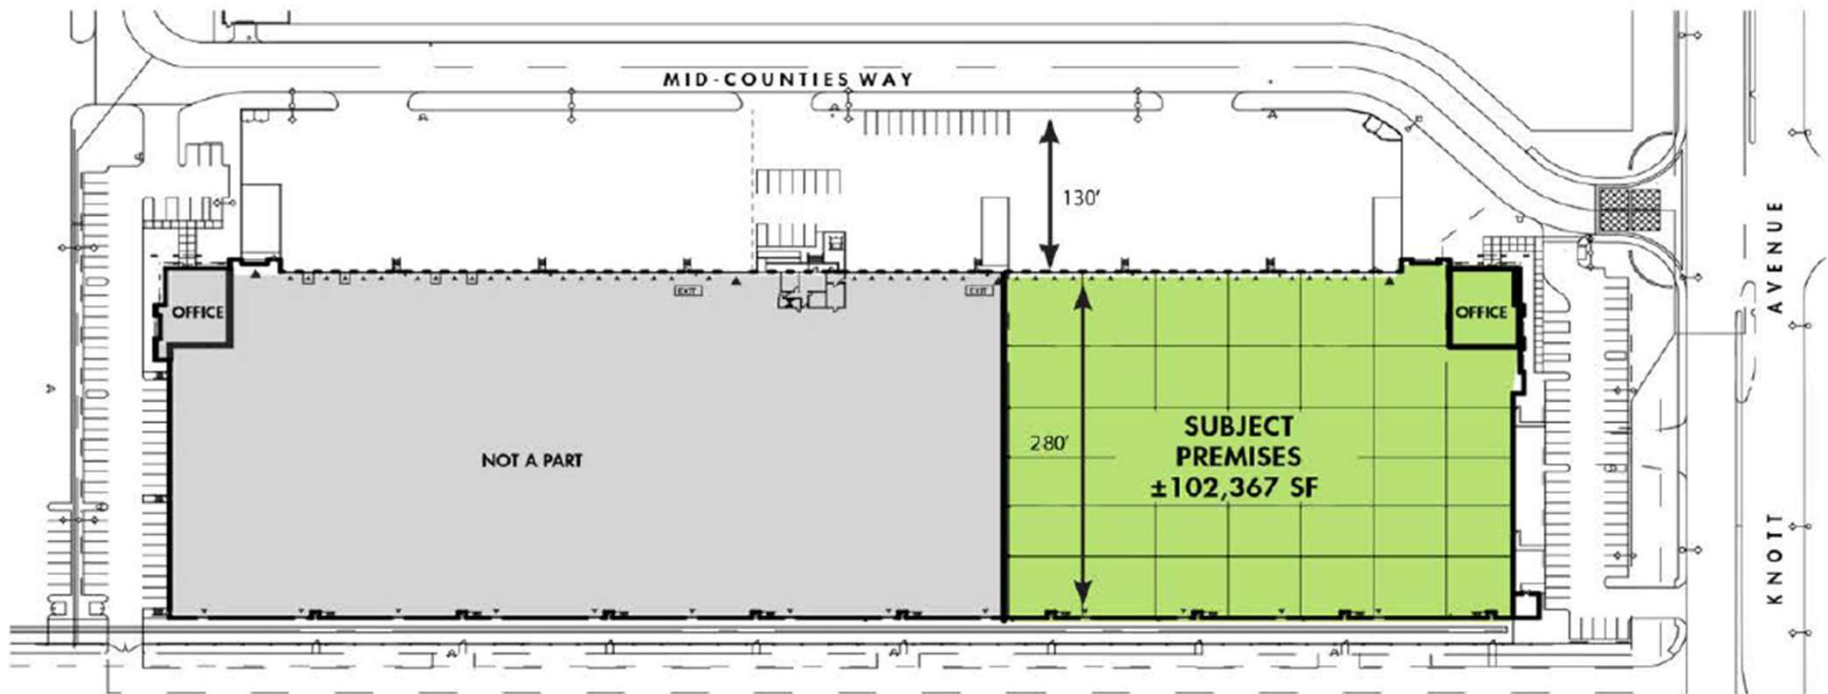 MID-COUNTIES WAY
130′
AVENUE
OFFICE
EXIT
EXIT
OFFICE
280′
SUBJECT
PREMISES
±102,367 SF
NOT A PART
KNOTT